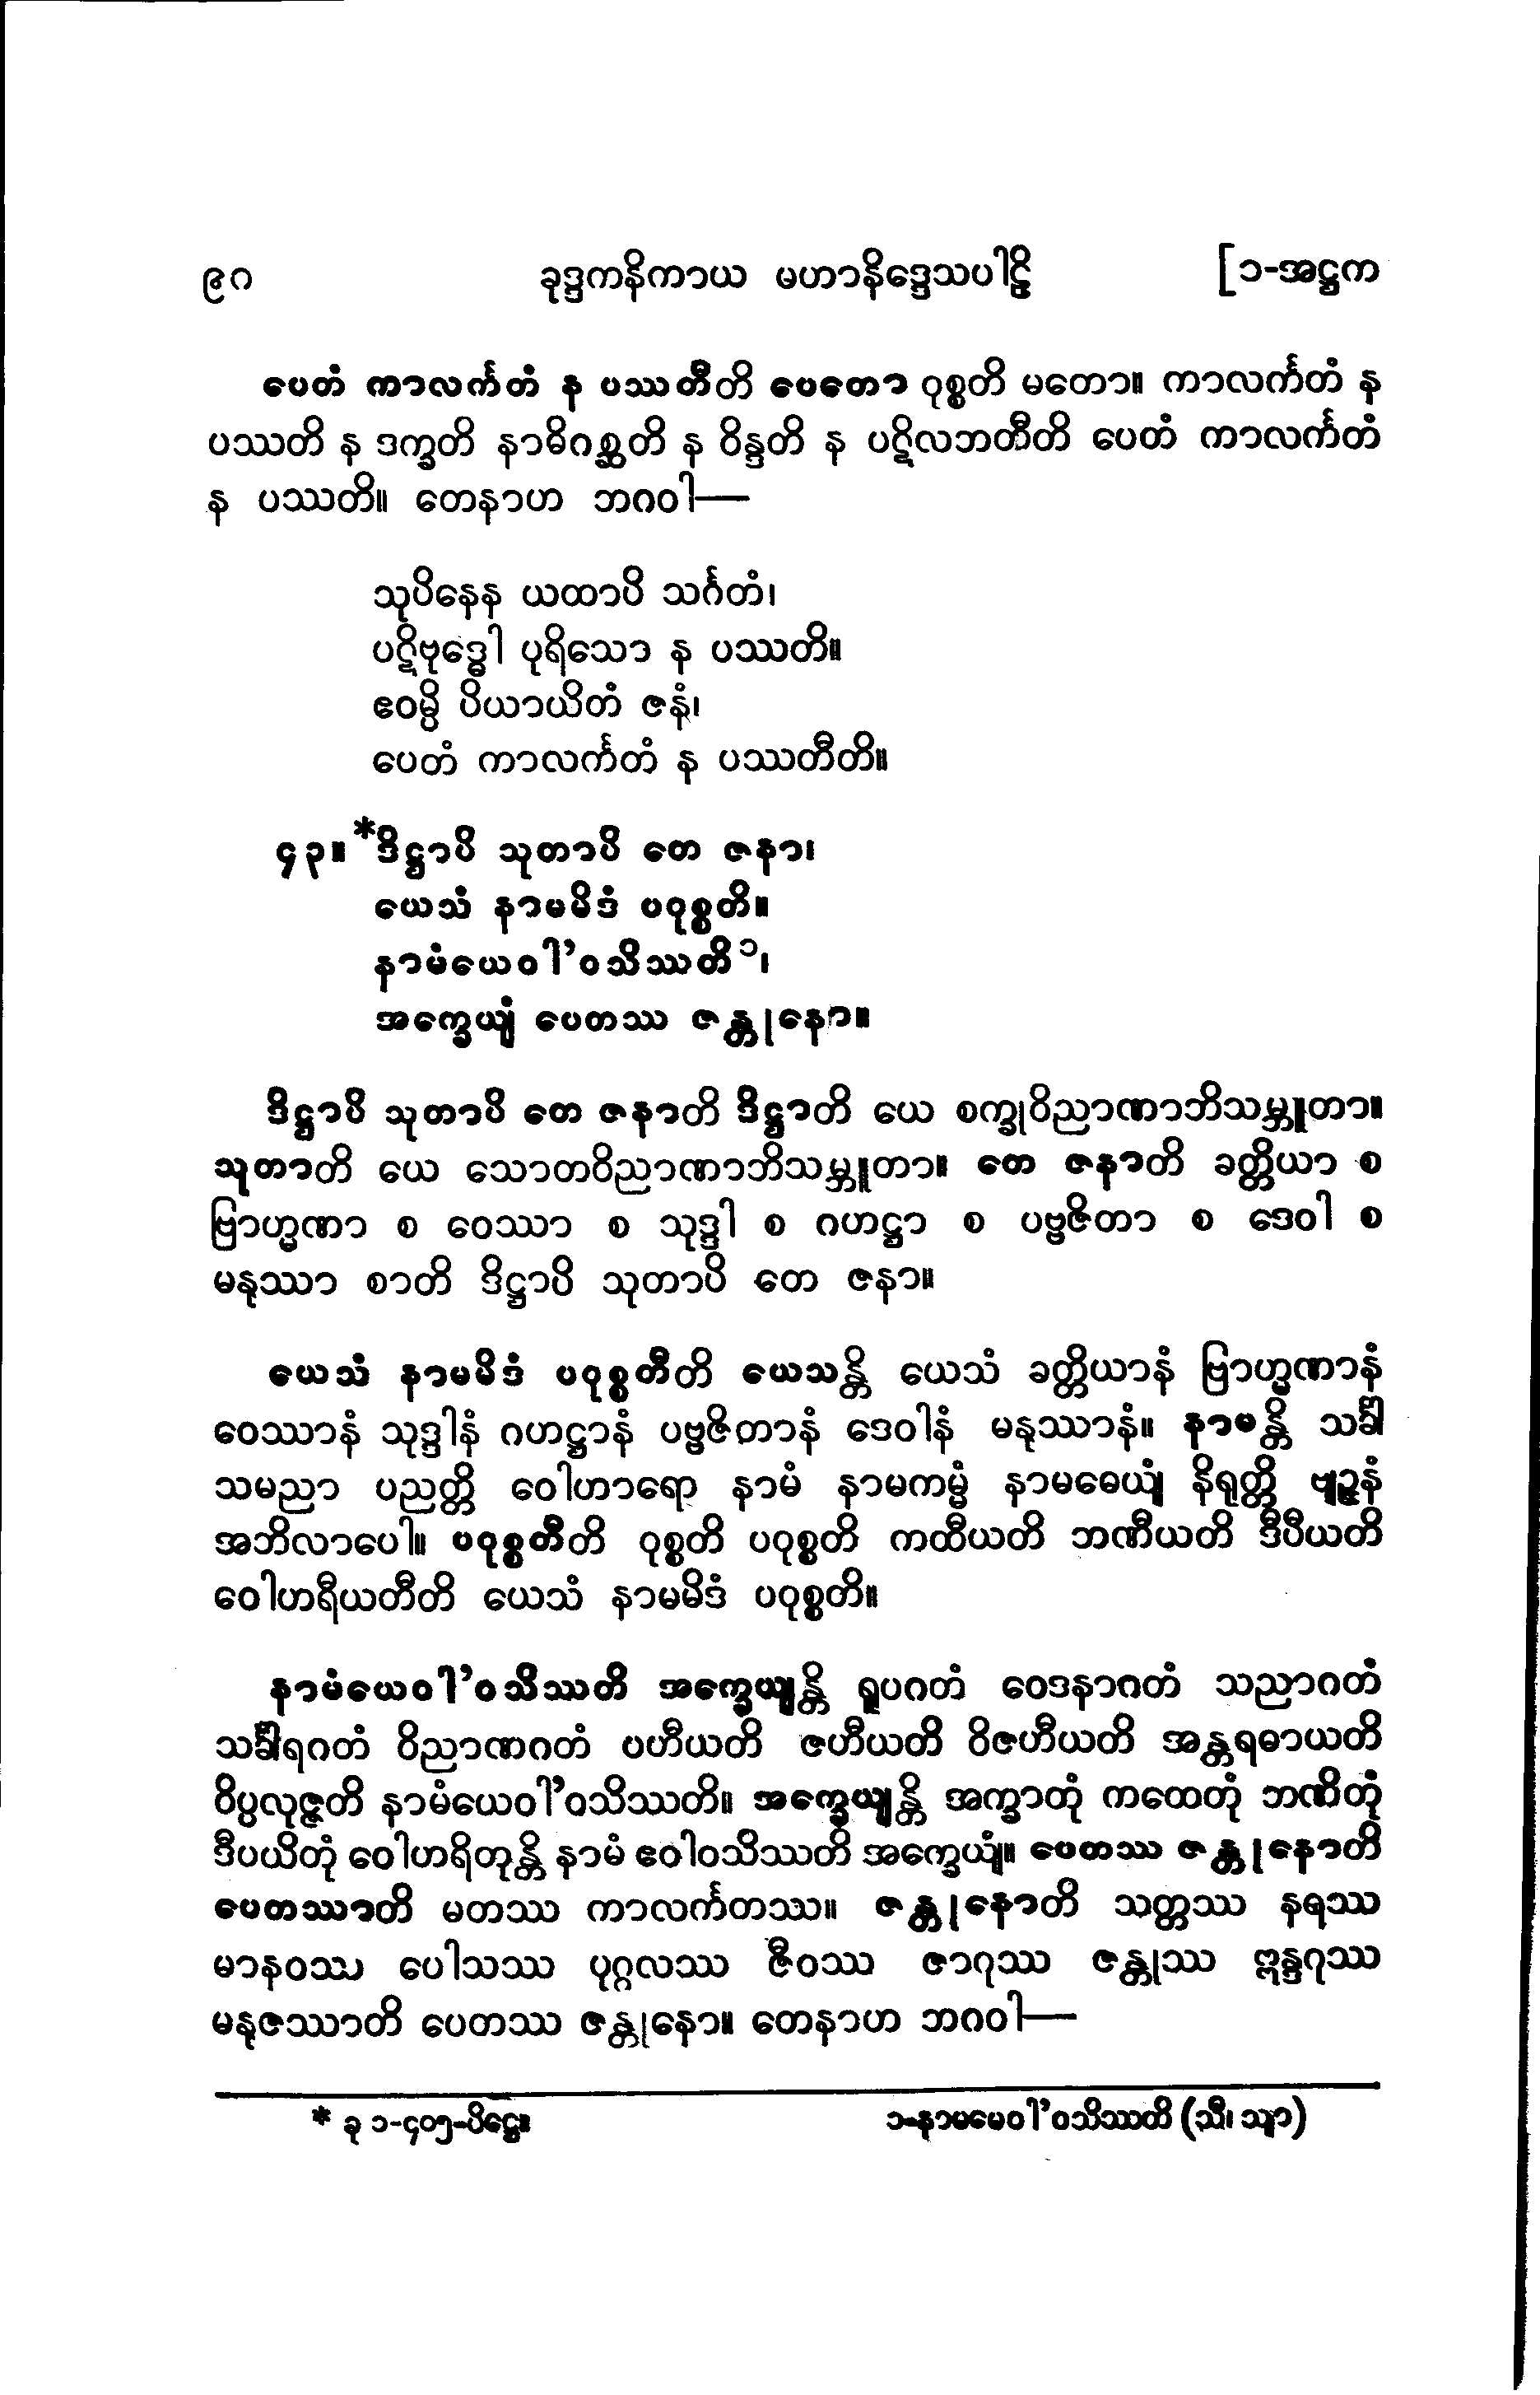 ၉၀ ခုဒ္ဒကနိကာယ မဟာနိဒ္ဒေသပါဠိ [၁-အဋ္ဌက
ပေတံ ကာလင်္ကတံ န ပဿတီတိ ပေတော ဝုစ္စတိ မတော။ ကာလင်္ကတံ န
ပဿတိ န ဒက္ခတိ နာဓိဂစ္ဆတိ န ဝိန္ဒတိ န ပဋိလဘတီတိ ပေတံ ကာလင်္ကတံ
န ပဿတိ။ တေနာဟ ဘဂဝါ—
သုပိနေန ယထာပိ သင်္ဂတံ၊
ပဋိဗုဒ္ဓေါ ပုရိသော န ပဿတိ။
ဧဝမ္ပိ ပိယာယိတံ ဇနံ၊
ပေတံ ကာလင်္ကတံ န ပဿတီတိ။
၄၃။ *ဒိဋ္ဌာပိ သုတာပိ တေ ဇနာ၊
ယေသံ နာမမိဒံ ပဝုစ္စတိ။
နာမံယေဝါ’ဝသိဿတိ၁၊
အက္ခေယျံ ပေတဿ ဇန္တုနော။
ဒိဋ္ဌာပိ သုတာပိ တေ ဇနာတိ ဒိဋ္ဌာတိ ယေ စက္ခုဝိညာဏာဘိသမ္ဘူတာ။
သုတာတိ ယေ သောတဝိညာဏာဘိသမ္ဘူတာ။ တေ ဇနာတိ ခတ္တိယာ စ
ဗြာဟ္မဏာ စ ဝေဿာ စ သုဒ္ဒါ စ ဂဟဋ္ဌာ စ ပဗ္ဗဇိတာ စ ဒေဝါ စ
မနုဿာ စာတိ ဒိဋ္ဌာပိ သုတာပိ တေ ဇနာ။
ယေသံ နာမမိဒံ ပဝုစ္စတီတိ ယေသန္တိ ယေသံ ခတ္တိယာနံ ဗြာဟ္မဏာနံ
ဝေဿာနံ သုဒ္ဒါနံ ဂဟဋ္ဌာနံ ပဗ္ဗဇိတာနံ ဒေဝါနံ မနုဿာနံ။ နာမန္တိ သင်္ခါ
သမညာ ပညတ္တိ ဝေါဟာရော နာမံ နာမကမ္မံ နာမဓေယျံ နိရုတ္တိ ဗျဉ္ဇနံ
အဘိလာပေါ။ ပဝုစ္စတီတိ ဝုစ္စတိ ပဝုစ္စတိ ကထီယတိ ဘဏီယတိ ဒီပီယတိ
ဝေါဟရီယတီတိ ယေသံ နာမမိဒံ ပဝုစ္စတိ။
နာမံယေဝါ’ဝသိဿတိ အက္ခေယျန္တိ ရူပဂတံ ဝေဒနာဂတံ သညာဂတံ
သင်္ခါရဂတံ ဝိညာဏဂတံ ပဟီယတိ ဇဟီယတိ ဝိဇဟီယတိ အန္တရဓာယတိ
ဝိပ္ပလုဇ္ဇတိ နာမံယေဝါ’ဝသိဿတိ။ အက္ခေယျန္တိ အက္ခာတုံ ကထေတုံ ဘဏိတုံ
ဒီပယိတုံ ဝေါဟရိတုန္တိ နာမံ ဧဝါဝသိဿတိ အက္ခေယျံ။ ပေတဿ ဇန္တုနောတိ
ပေတဿာတိ မတဿ ကာလင်္ကတဿ။ ဇန္တုနောတိ သတ္တဿ နရဿ
မာနဝဿ ပေါသဿ ပုဂ္ဂလဿ ဇီဝဿ ဇာဂုဿ ဇန္တုဿ ဣန္ဒဂုဿ
မနုဇဿာတိ ပေတဿ ဇန္တုနော။ တေနာဟ ဘဂဝါ—
* ခု ၁-၄၀၅-ပိဋ္ဌေ။ ၁-နာမမေဝါ’ဝသိဿတိ (သီ၊ သျာ)